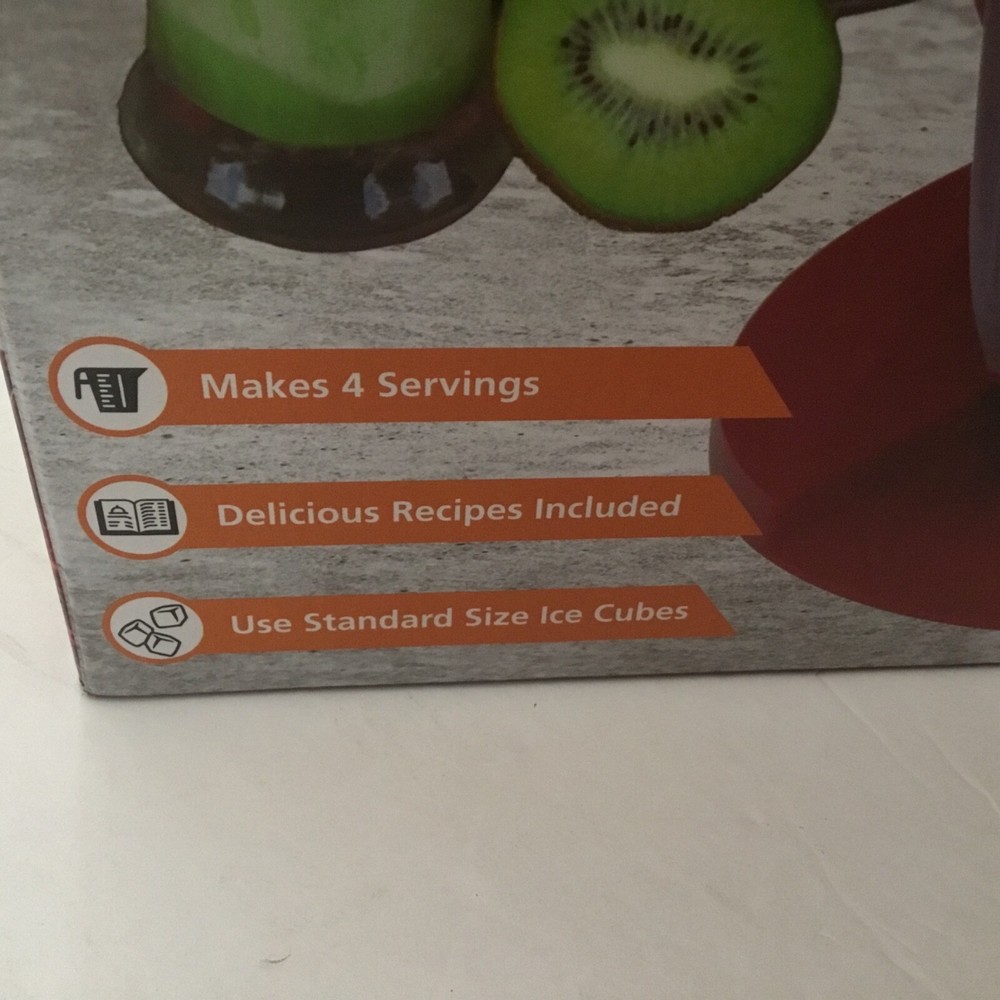 Makes 4 Servings
Delicious Recipes Included
Use Standard Size Ice Cubes